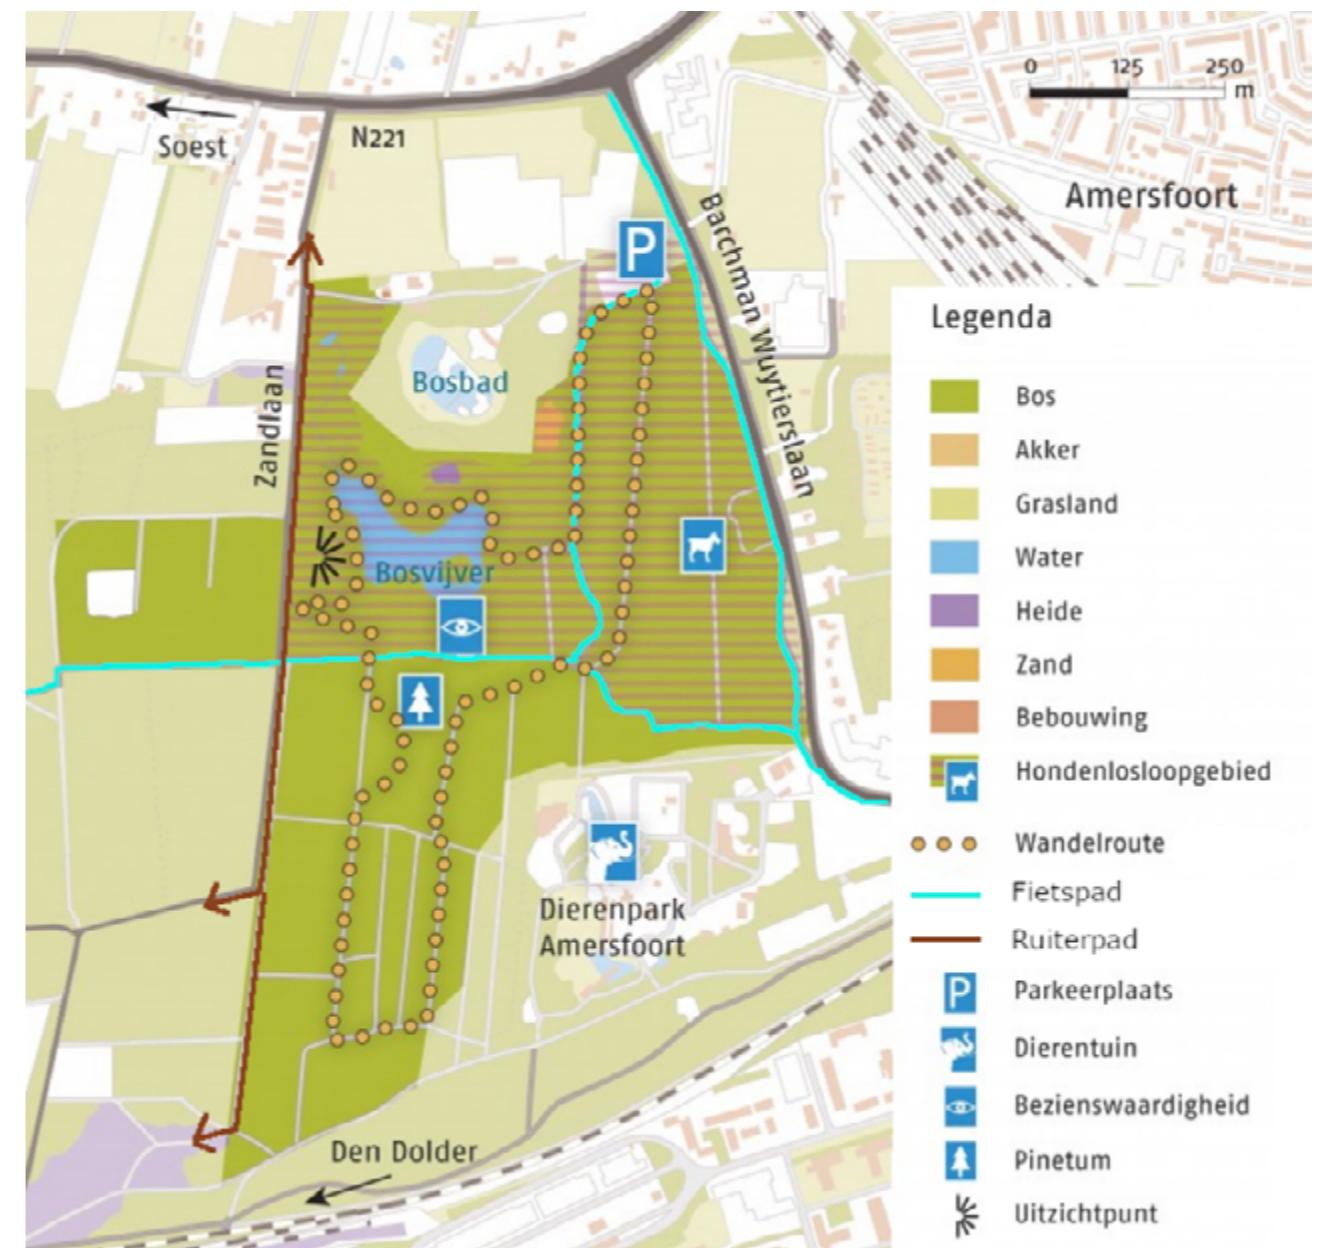 Soest
N221
0 125 250
m
Amersfoort
P
Barchman Wuytierslaan
Zandlaan
Bosbad
Bosvijver
Dierenpark
Amersfoort
Den Dolder
Legenda
Bos
Akker
Grasland
Water
Heide
Zand
Bebouwing
Hondenlosloopgebied
Wandelroute
Fietspad
Ruiterpad
P Parkeerplaats
Dierentuin
Bezienswaardigheid
Pinetum
Uitzichtpunt